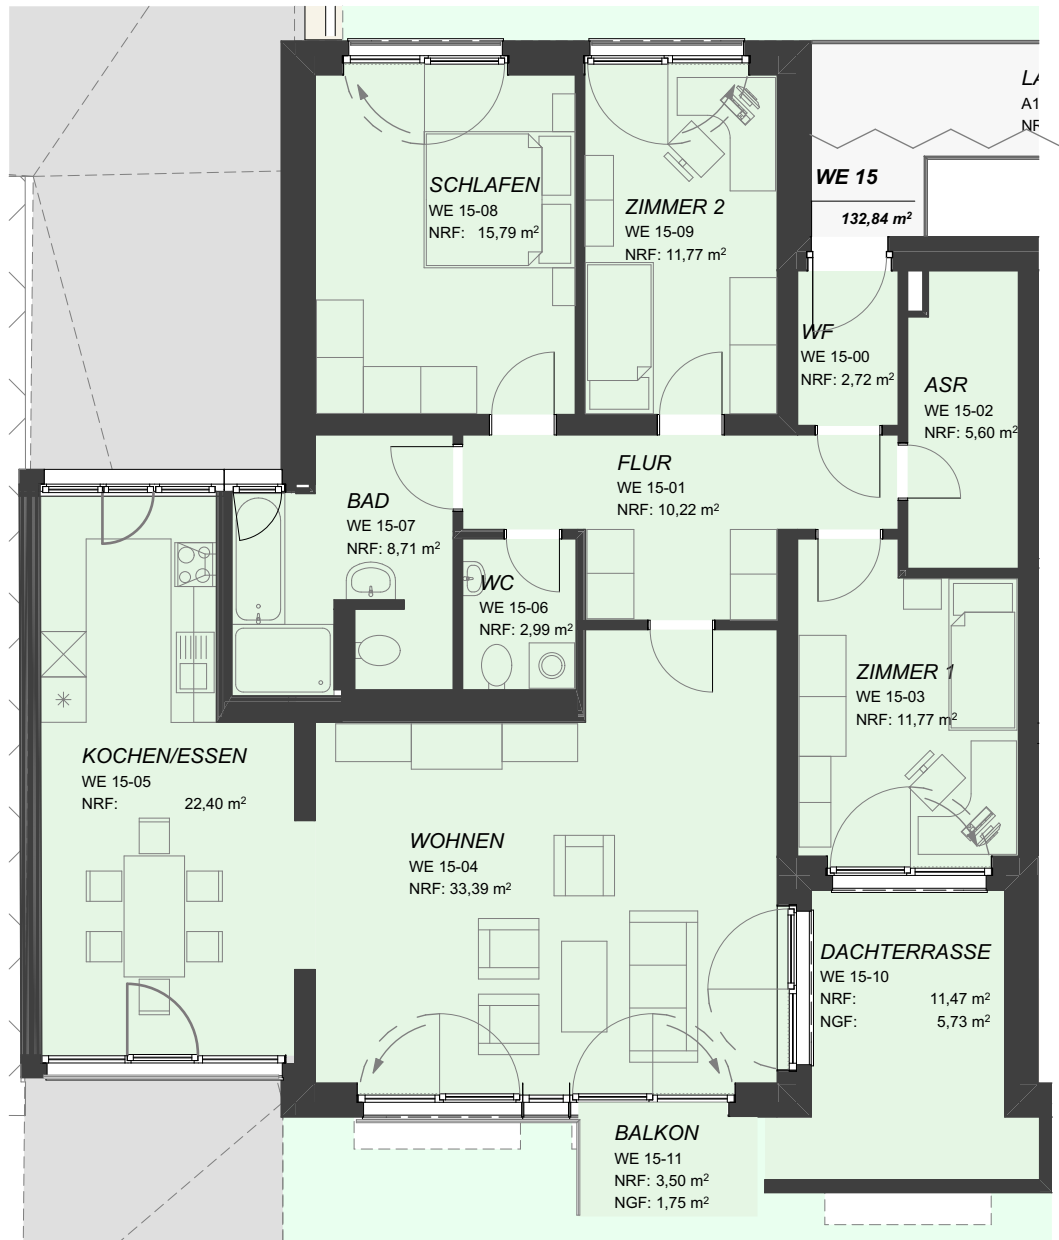 A1
WE 15
132,84 m²
SCHLAFEN
WE 15-08
NRF: 15,79 m²
ZIMMER 2
WE 15-09
NRF: 11,77 m²
WF
WE 15-00
NRF: 2,72 m²
ASR
WE 15-02
NRF: 5,60 m²
FLUR
WE 15-01
NRF: 10,22 m²
BAD
WE 15-07
NRF: 8,71 m²
WC
WE 15-06
NRF: 2,99 m²
ZIMMER 1
WE 15-03
NRF: 11,77 m²
KOCHEN/ESSEN
WE 15-05
NRF: 22,40 m²
WOHNEN
WE 15-04
NRF: 33,39 m²
DACHTERRASSE
WE 15-10
NRF: 11,47 m²
NGF: 5,73 m²
BALKON
WE 15-11
NRF: 3,50 m²
NGF: 1,75 m²